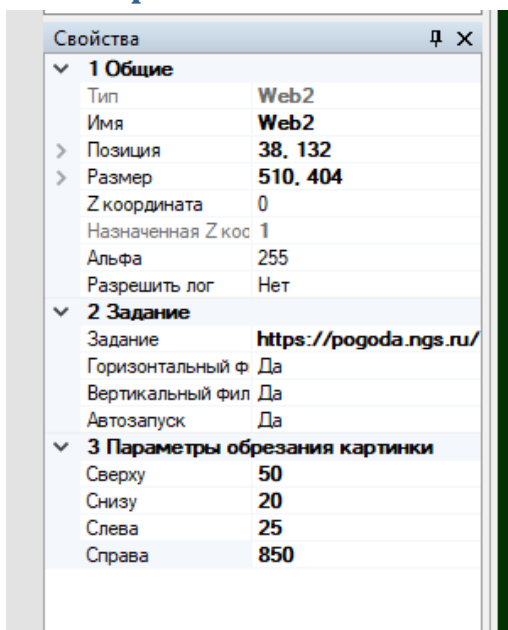 Свойства
1 Общие
Тип Web2
Имя Web2
Позиция 38, 132
Размер 510, 404
Z координата 0
Назначенная Z коо 1
Альфа 255
Разрешить лог Нет
2 Задание
Задание https://pogoda.ngs.ru/
Горизонтальный ф Да
Вертикальный фил Да
Автозапуск Да
3 Параметры обрезания картинки
Сверху 50
Снизу 20
Слева 25
Справа 850